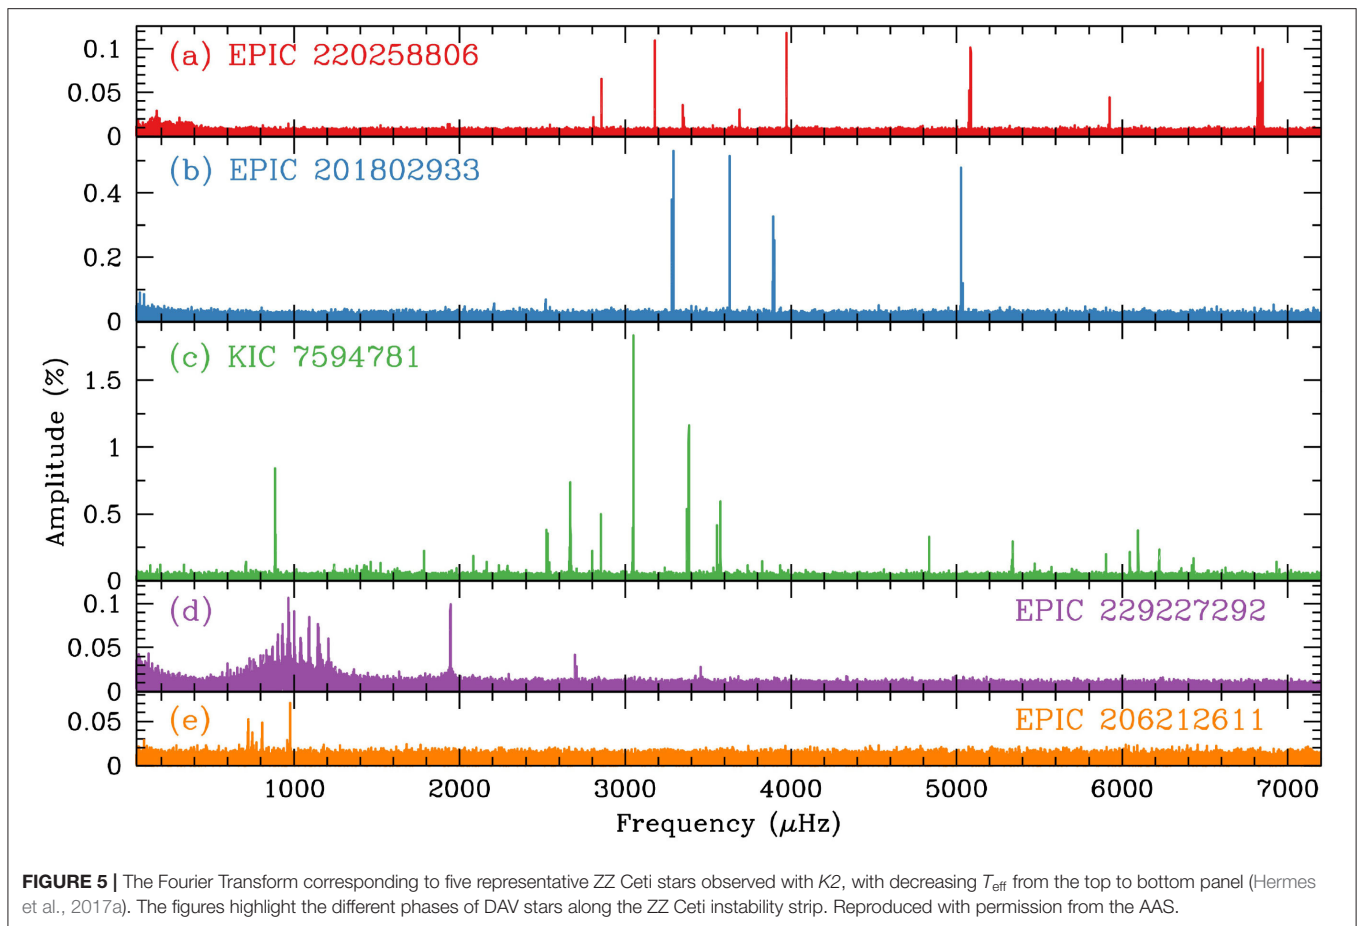 (a) EPIC 220258806
0.1
0.05
0
(b) EPIC 201802933
0.4
0.2
0
(c) KIC 7594781
1.5
1
0.5
0
Amplitude (%)
(d)
EPIC 229227292
0.1
0.05
0
(e)
EPIC 206212611
0.05
0
1000 2000 3000 4000 5000 6000 7000
Frequency (μHz)
FIGURE 5 | The Fourier Transform corresponding to five representative ZZ Ceti stars observed with K2, with decreasing Teff from the top to bottom panel (Hermes
et al., 2017a). The figures highlight the different phases of DAV stars along the ZZ Ceti instability strip. Reproduced with permission from the AAS.